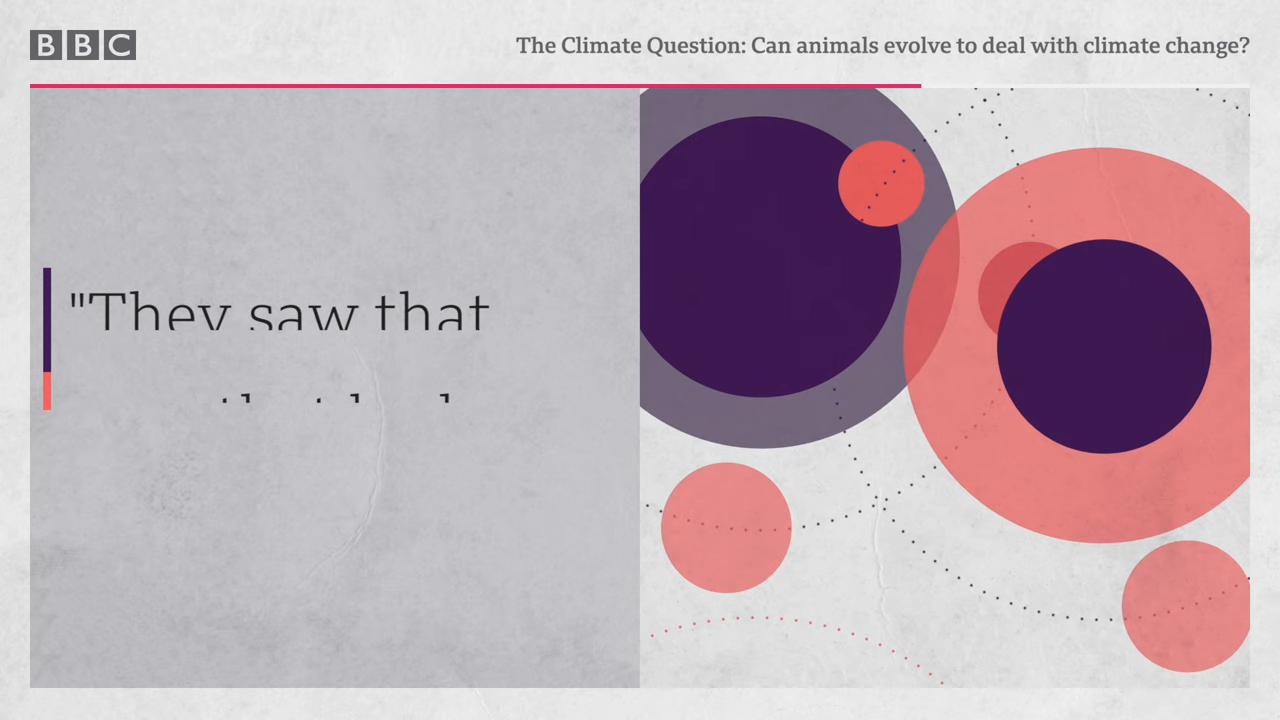 BBC
The Climate Question: Can animals evolve to deal with climate change?
"They saw that